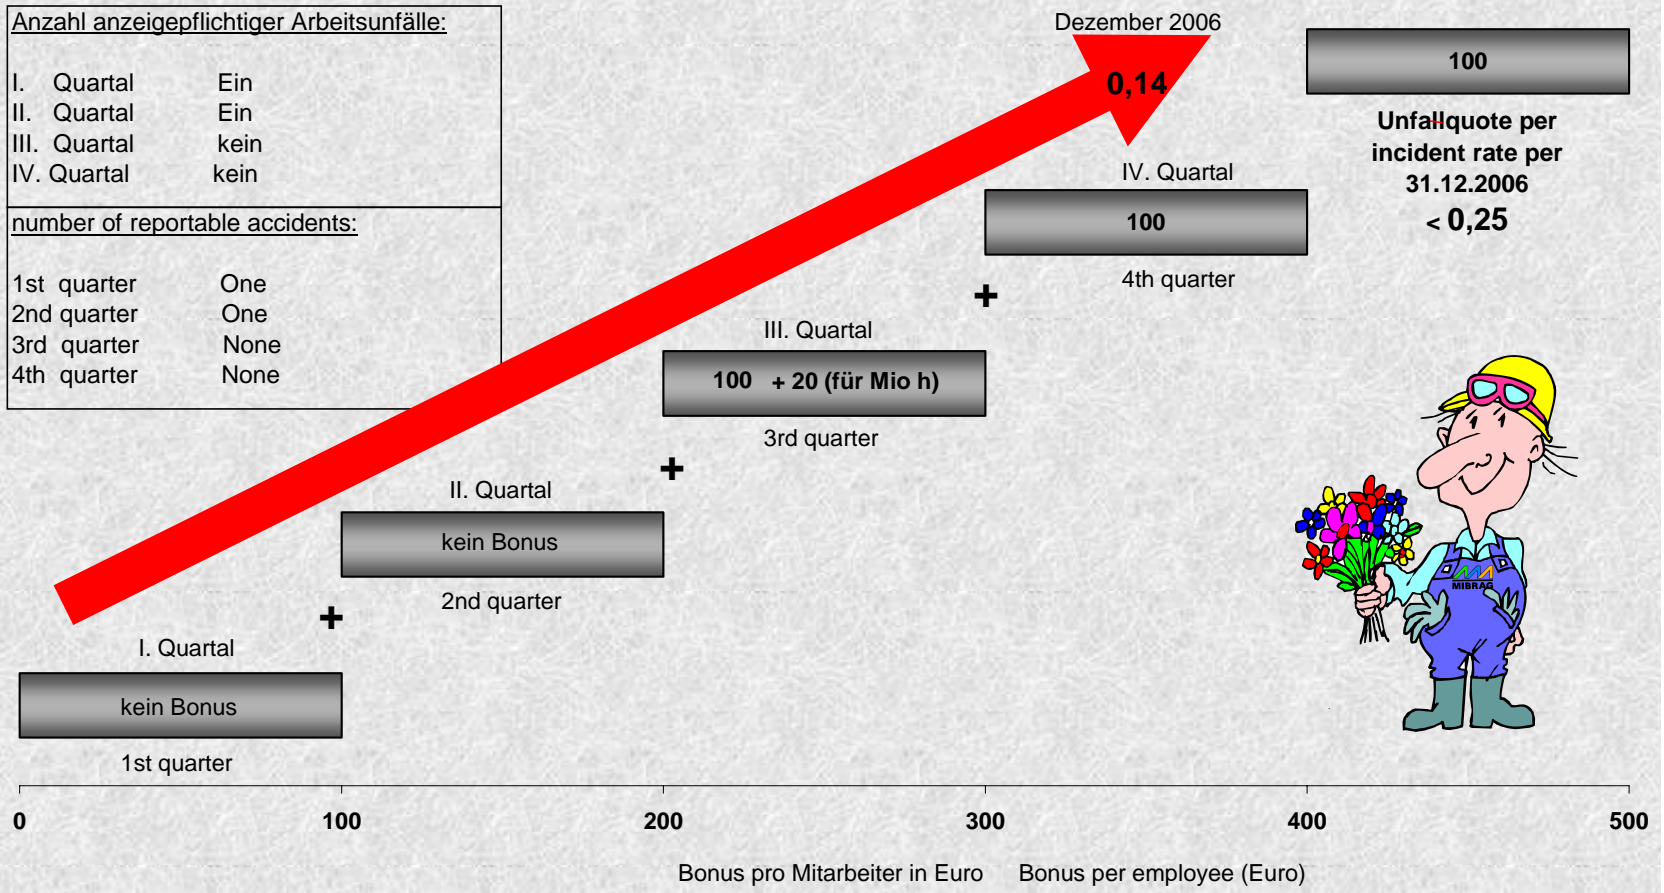 Anzahl anzeigepflichtiger Arbeitsunfälle:
I. Quartal Ein
II. Quartal Ein
III. Quartal kein
IV. Quartal kein
number of reportable accidents:
1st quarter One
2nd quarter One
3rd quarter None
4th quarter None
Dezember 2006
0,14
100
Unfallquote per
incident rate per
31.12.2006
< 0,25
IV. Quartal
100
4th quarter
+
III. Quartal
100 + 20 (für Mio h)
3rd quarter
+
II. Quartal
kein Bonus
2nd quarter
+
I. Quartal
kein Bonus
1st quarter
MIBRAG
0 100 200 300 400 500
Bonus pro Mitarbeiter in Euro Bonus per employee (Euro)